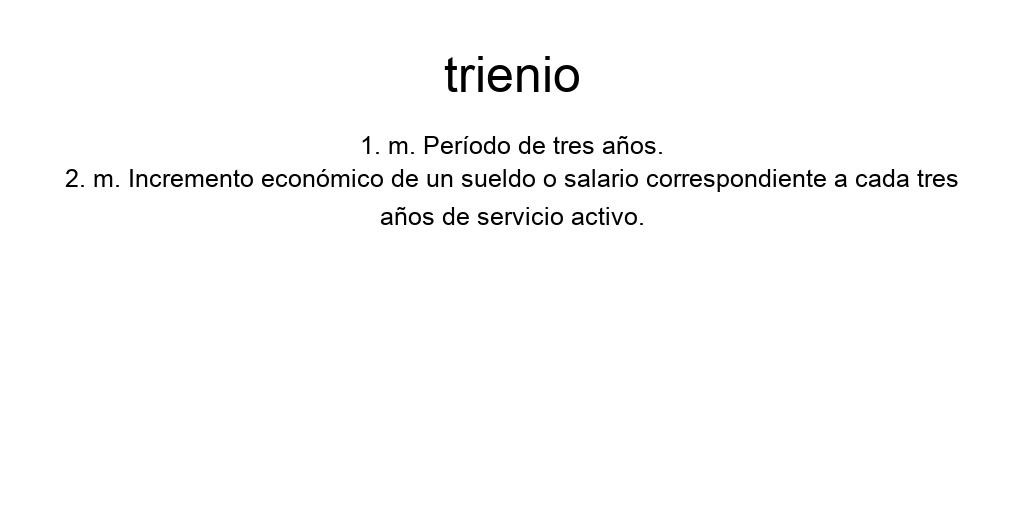 trienio
1. m. Período de tres años.
2. m. Incremento económico de un sueldo o salario correspondiente a cada tres
años de servicio activo.